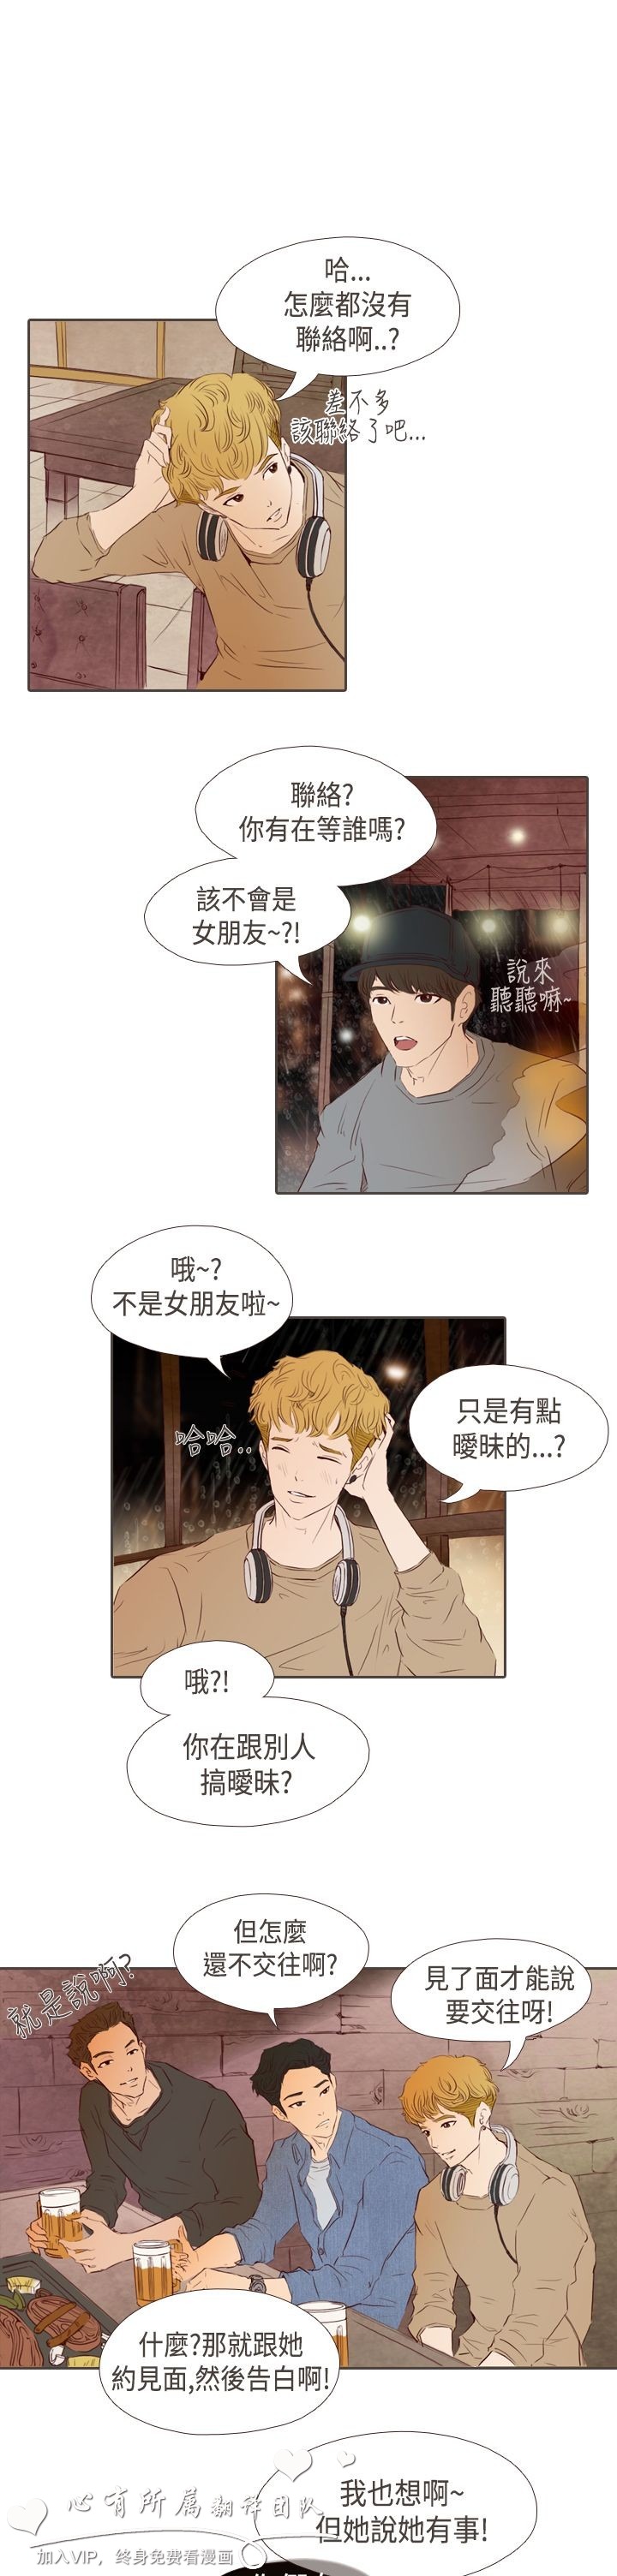 哈...
怎麼都沒有
聯絡啊..?
差不多
該聯絡了吧...
聯絡?
你有在等誰嗎?
該不會是
女朋友~?!
說來
聽聽嘛~
哦~?
不是女朋友啦~
哈哈..
只是有點
曖昧的...?
哦?!
你在跟別人
搞曖昧?
但怎麼
還不交往啊?
就是說啊?
見了面才能說
要交往呀!
什麼?那就跟她
約見面,然後告白啊!
我也想啊~
但她說她有事!
心有所属翻译团队
加入VIP，终身免费看漫画